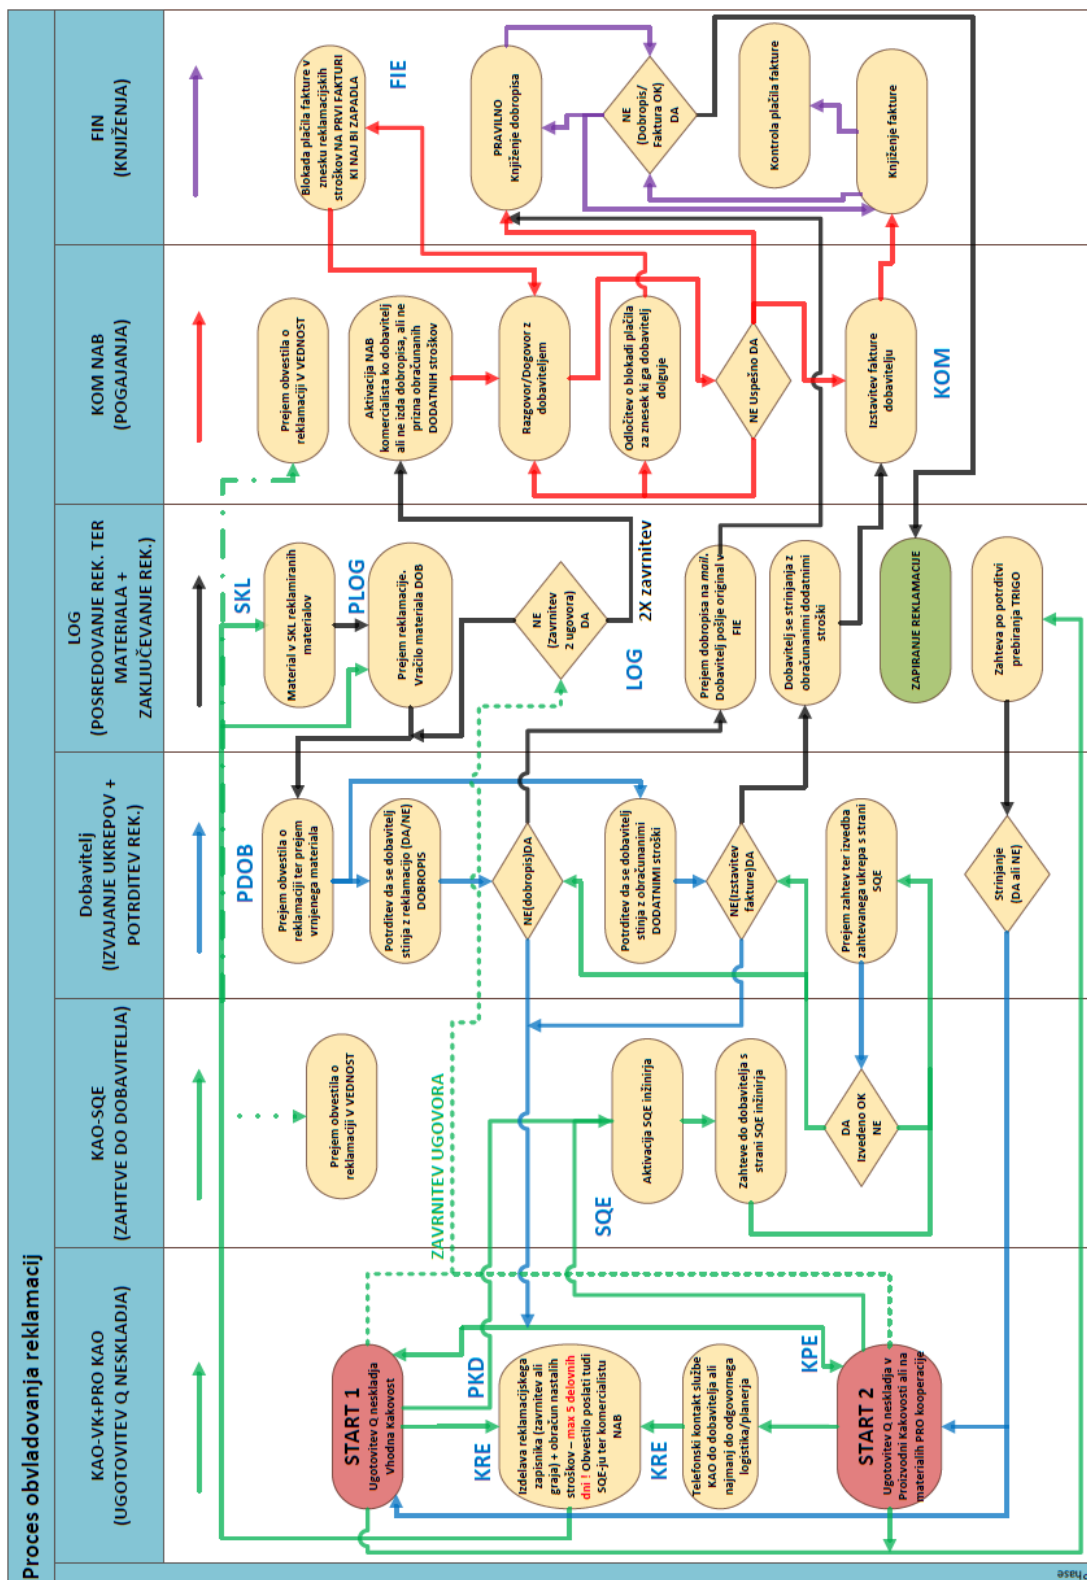 Proces obvladovanja reklamacij
KAO-VK+PRO KAO
(UGOTOVITEV Q NESKLADJA)
START 1
Ugotovitev Q neskladja
Vhodna kakovost
KRE
PKD
Izdelava reklamacijskega
zapisnika (zavrnitev ali
graja) + obračun nastalih
stroškov – max 5 delovnih
dni ! Obvestilo poslati tudi
SQE-ju ter komercialistu
NAB
KRE
Telefonski kontakt službe
KAO do dobavitelja ali
najmanj do odgovornega
logistika/planerja
KPE
START 2
Ugotovitev Q neskladja v
Proizvodni Kakovosti ali na
materialih PRO kooperacije
KAO-SQE
(ZAHTEVE DO DOBAVITELJA)
Prejem obvestila o
reklamaciji V VEDNOST
ZAVRNITEV UGOVORA
SQE
Aktivacija SQE inžinirja
Zahteve do dobavitelja s
strani SQE inžinirja
DA
Izvedeno OK
NE
Dobavitelj
(IZVAJANJE UKREPOV +
POTRDITEV REK.)
PDOB
Prejem obvestila o
reklamaciji ter prejem
vrnjenega materiala
Potrditev da se dobavitelj
stinja z reklamacijo (DA/NE)
DOBROPIS
NE(dobropis)DA
Potrditev da se dobavitelj
stinja z obračunanimi
DODATNIMI stroški
NE(Izstavitev
fakture)DA
Prejem zahtev ter izvedba
zahtevanega ukrepa s strani
SQE
Strinjanje
(DA ali NE)
LOG
(POSREDOVANJE REK. TER
MATERIALA +
ZAKLJUČEVANJE REK.)
SKL
Material v SKL reklamiranih
materialov
PLOG
Prejem reklamacije.
Vračilo materiala DOB
NE
(Zavrnitev
2 ugovora)
DA
LOG
2X zavrnitev
Prejem dobropisa na mail.
Dobavitelj pošlje original v
FIE
Dobavitelj se strinjanja z
obračunanimi dodatnimi
stroški
ZAPIRANJE REKLAMACIJE
Zahteva po potrditvi
prebiranja TRIGO
KOM NAB
(POGAJANJA)
Prejem obvestila o
reklamaciji V VEDNOST
Aktivacija NAB
komercialista ko dobavitelj
ali ne izda dobropisa, ali ne
prizna obračunanih
DODATNIH stroškov
Razgovor/Dogovor z
dobaviteljem
Odločitev o blokadi plačila
za znesek ki ga dobavitelj
dolguje
NE Uspešno DA
Izstavitev fakture
dobavitelju
KOM
FIN
(KNJIŽENJA)
Blokada plačila fakture v
znesku reklamacijskih
stroškov NA PRVI FAKTURI
KI NAJ BI ZAPADLA
FIE
PRAVILNO
Knjiženje dobropisa
NE
(Dobropis/
Faktura OK)
DA
Kontrola plačila fakture
Knjiženje fakture